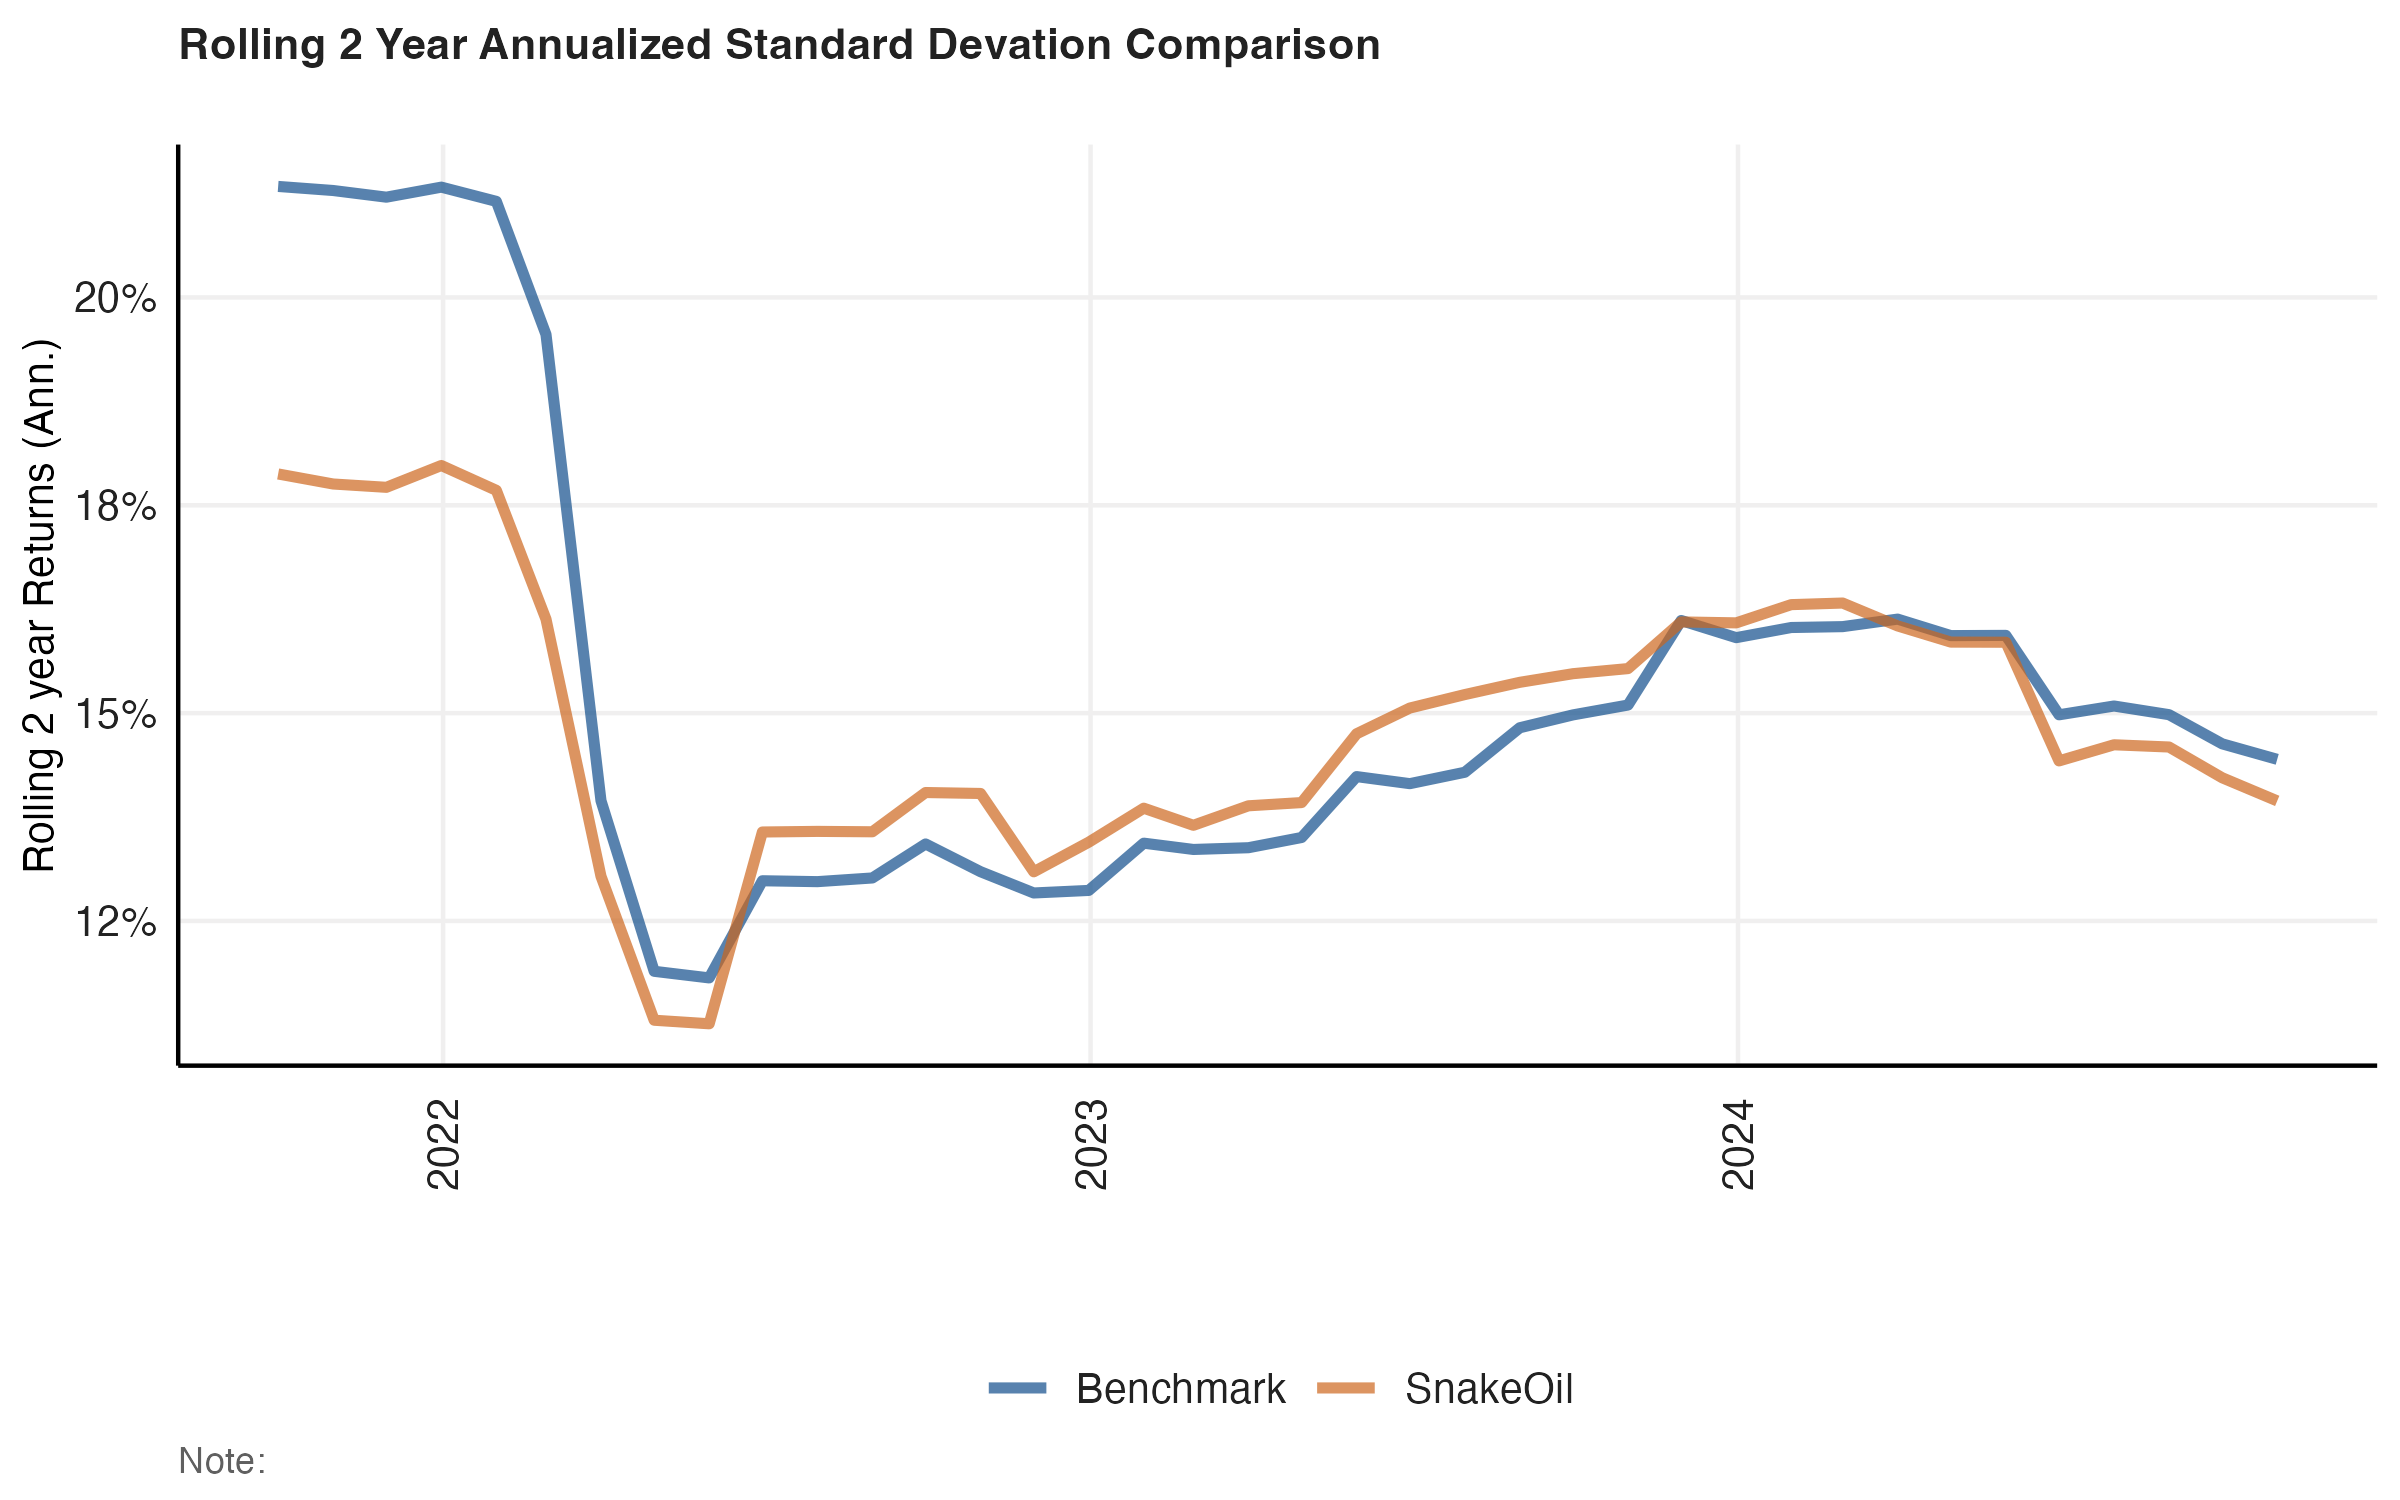 Rolling 2 Year Annualized Standard Devation Comparison
Rolling 2 year Returns (Ann.)
20%
18%
15%
12%
2022
2023
2024
Benchmark
SnakeOil
Note: